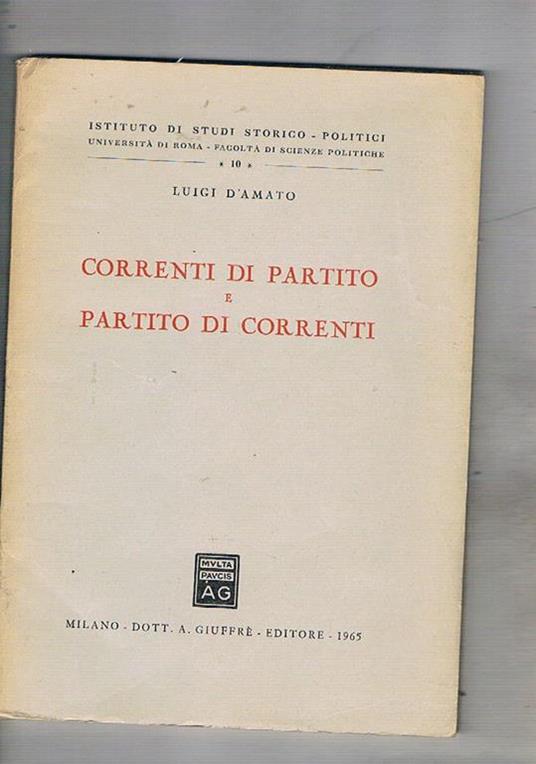 ISTITUTO DI STUDI STORICO - POLITICI
UNIVERSITÀ DI ROMA - FACOLTÀ DI SCIENZE POLITICHE
* 10 *
LUIGI D'AMATO
CORRENTI DI PARTITO
E
PARTITO DI CORRENTI
MVLTA
PAVCIS
AG
MILANO - DOTT. A. GIUFFRÈ - EDITORE - 1965